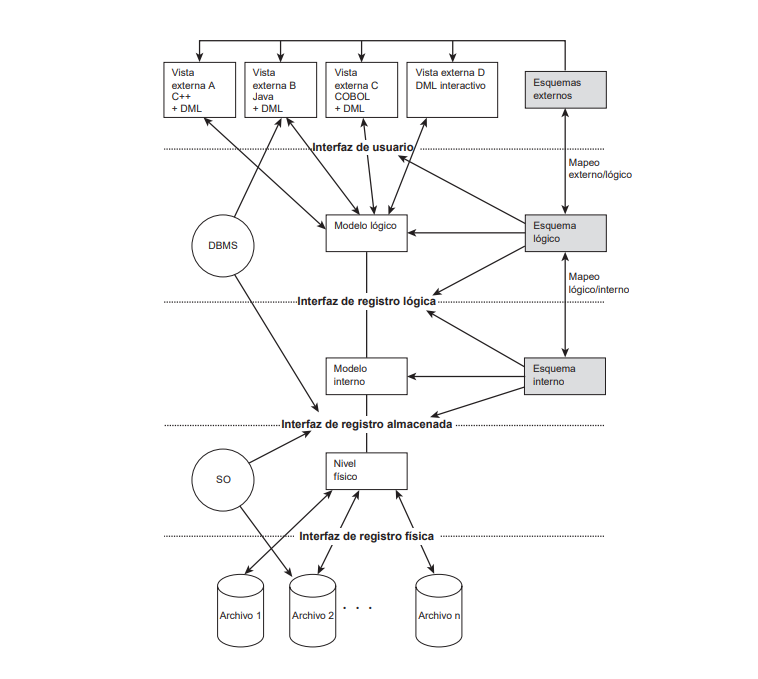 Vista
externa A
C++
+ DML
Vista
externa B
Java
+ DML
Vista
externa C
COBOL
+ DML
Vista externa D
DML interactivo
Esquemas
externos
Interfaz de usuario
Mapeo
externo/lógico
DBMS
Modelo lógico
Esquema
lógico
Mapeo
lógico/interno
Interfaz de registro lógica
Modelo
interno
Esquema
interno
Interfaz de registro almacenada
SO
Nivel
físico
Interfaz de registro física
Archivo 1
Archivo 2
. . .
Archivo n